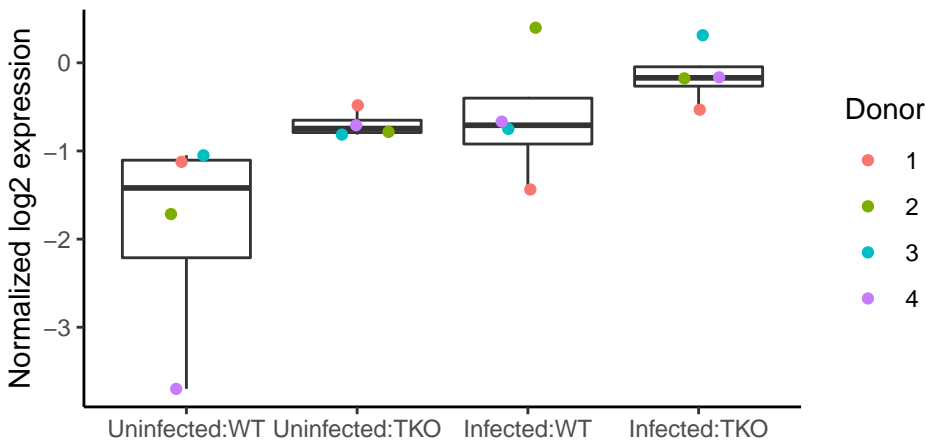 Normalized log2 expression
0
−1
−2
−3
Uninfected:WT Uninfected:TKO Infected:WT Infected:TKO
Donor
1
2
3
4